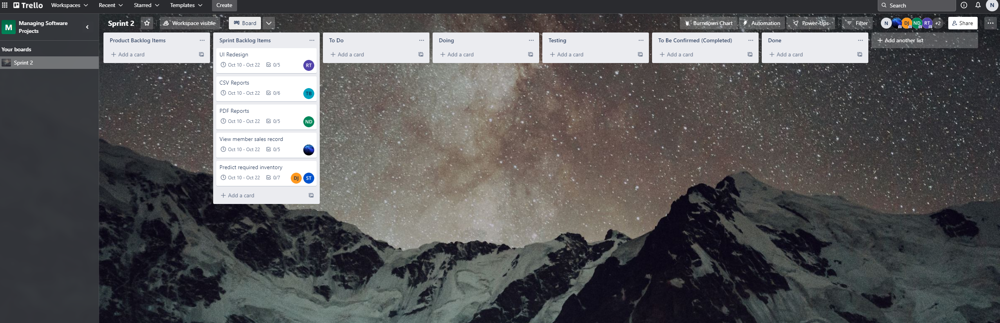 Trello Workspaces Recent Starred Templates Create Search N
M Managing Software
Projects
Your boards
Sprint 2
Sprint 2 Workspace visible Board Burndown Chart Automation Power-Ups Filter N DJ ND RT +2 Share
Product Backlog Items
Add a card
Sprint Backlog Items
UI Redesign
Oct 10 - Oct 22 0/5 RT
CSV Reports
Oct 10 - Oct 22 0/6 TB
PDF Reports
Oct 10 - Oct 22 0/5 ND
View member sales record
Oct 10 - Oct 22 0/5
Predict required inventory
Oct 10 - Oct 22 0/7 DJ ST
Add a card
To Do
Add a card
Doing
Add a card
Testing
Add a card
To Be Confirmed (Completed)
Add a card
Done
Add a card
Add another list